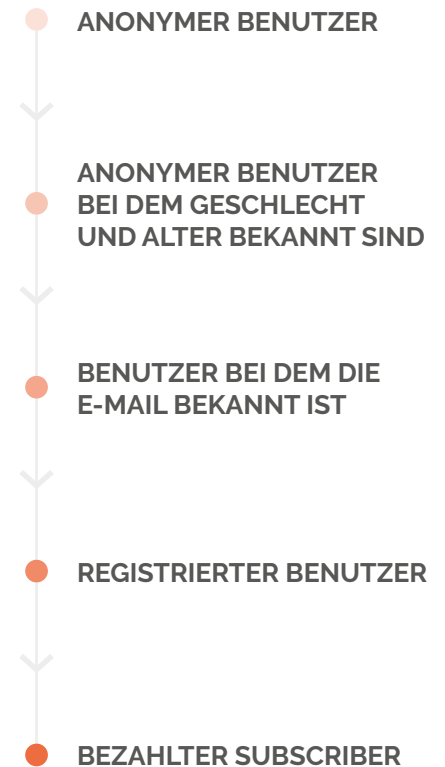 ANONYMER BENUTZER
ANONYMER BENUTZER
BEI DEM GESCHLECHT
UND ALTER BEKANNT SIND
BENUTZER BEI DEM DIE
E-MAIL BEKANNT IST
REGISTRIERTER BENUTZER
BEZAHLTER SUBSCRIBER